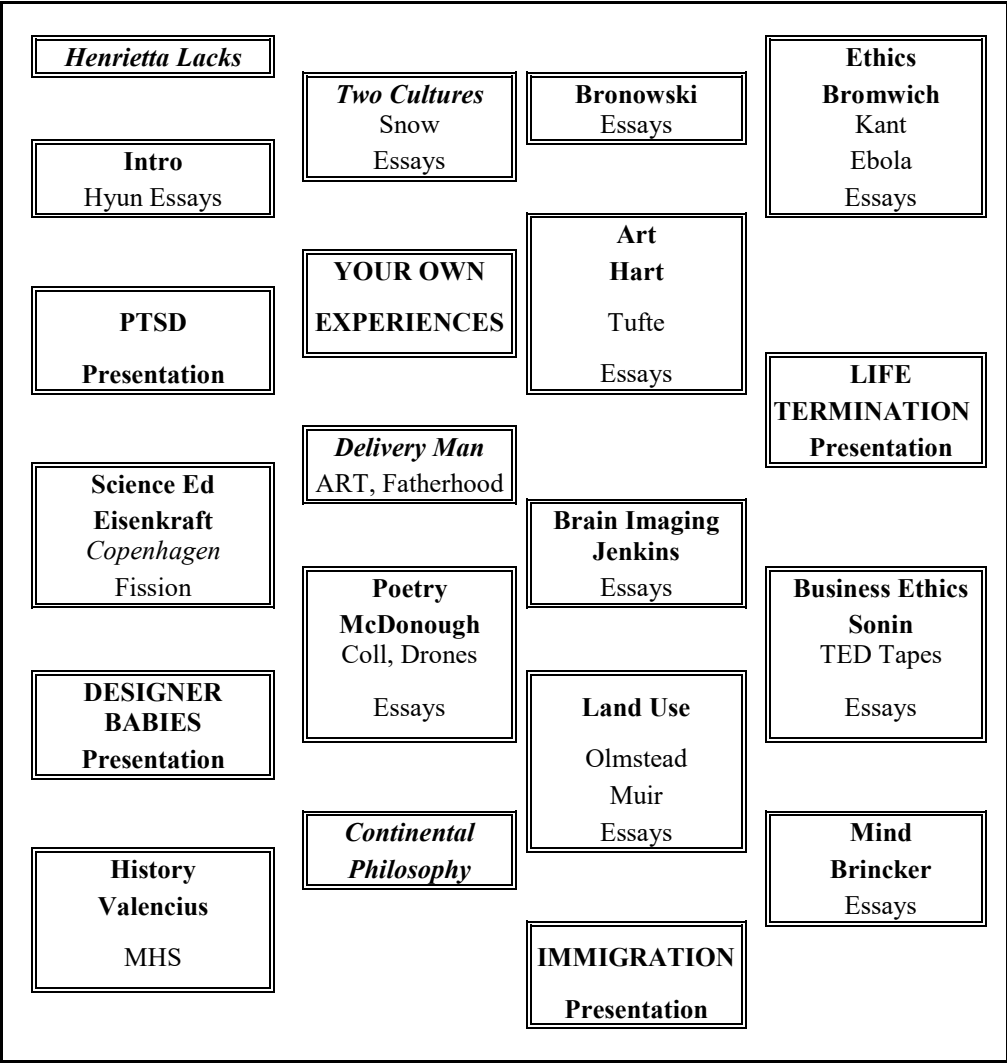 Henrietta Lacks
Intro
Hyun Essays
PTSD
Presentation
Science Ed
Eisenkraft
Copenhagen
Fission
DESIGNER
BABIES
Presentation
History
Valencius
MHS
Two Cultures
Snow
Essays
YOUR OWN
EXPERIENCES
Delivery Man
ART, Fatherhood
Poetry
McDonough
Coll, Drones
Essays
Continental
Philosophy
Bronowski
Essays
Art
Hart
Tufte
Essays
Brain Imaging
Jenkins
Essays
Land Use
Olmstead
Muir
Essays
IMMIGRATION
Presentation
Ethics
Bromwich
Kant
Ebola
Essays
LIFE
TERMINATION
Presentation
Business Ethics
Sonin
TED Tapes
Essays
Mind
Brincker
Essays